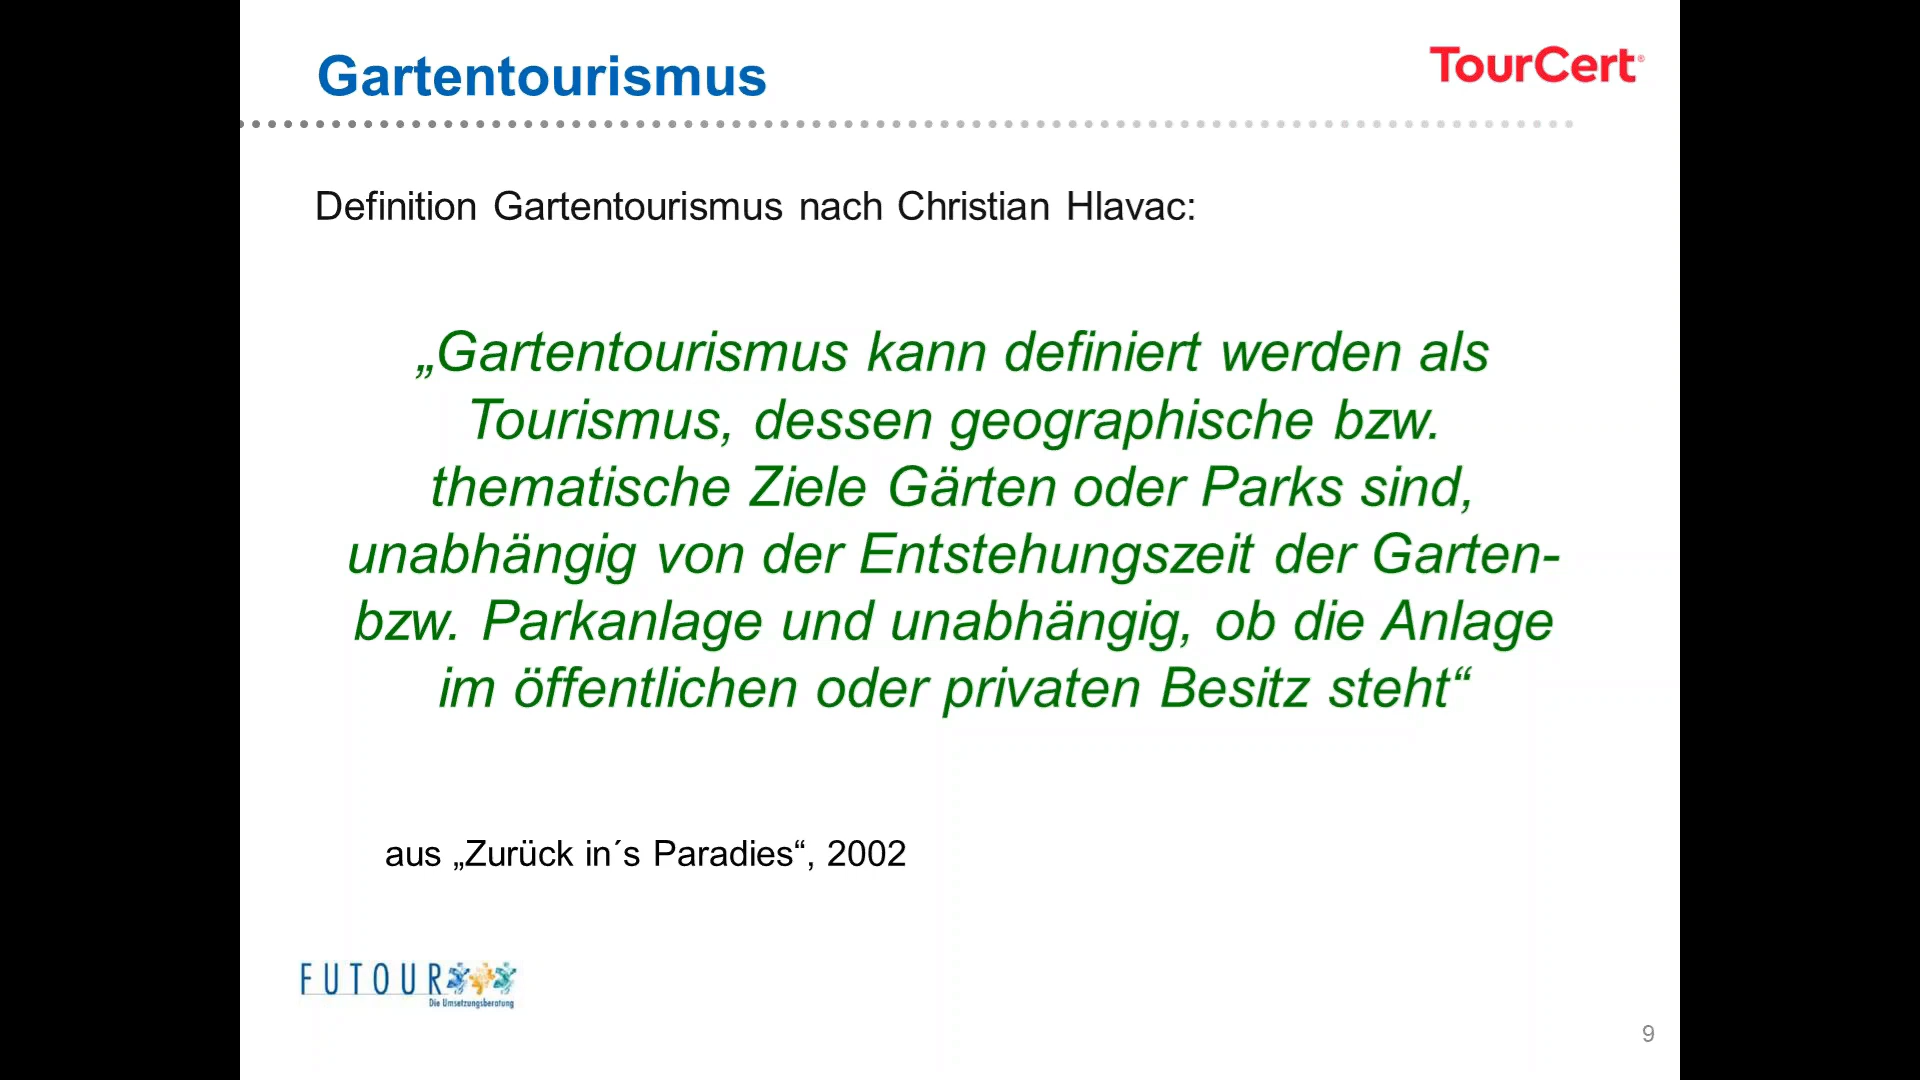 Gartentourismus
TourCert®
Definition Gartentourismus nach Christian Hlavac:
„Gartentourismus kann definiert werden als
Tourismus, dessen geographische bzw.
thematische Ziele Gärten oder Parks sind,
unabhängig von der Entstehungszeit der Garten-
bzw. Parkanlage und unabhängig, ob die Anlage
im öffentlichen oder privaten Besitz steht“
aus „Zurück in´s Paradies“, 2002
FUTOUR
Die Umsetzungsberatung
9